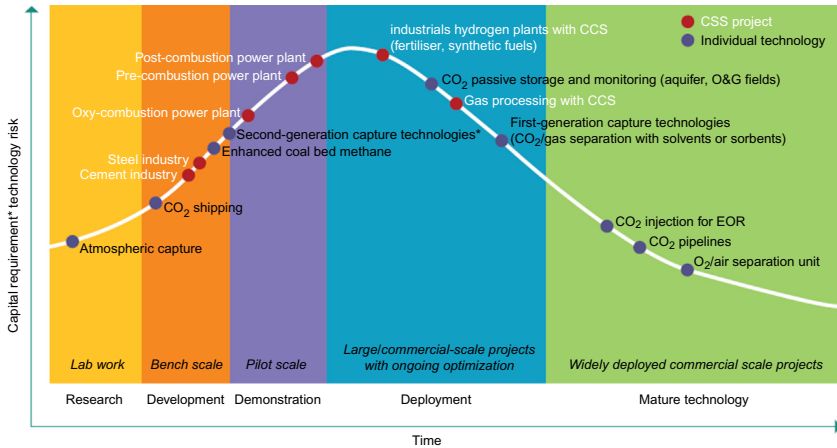 CSS project
Individual technology
industrials hydrogen plants with CCS
(fertiliser, synthetic fuels)
Post-combustion power plant
Pre-combustion power plant
CO2 passive storage and monitoring (aquifer, O&G fields)
Gas processing with CCS
Oxy-combustion power plant
First-generation capture technologies
(CO2/gas separation with solvents or sorbents)
Second-generation capture technologies*
Enhanced coal bed methane
Steel industry
Cement industry
CO2 shipping
Atmospheric capture
CO2 injection for EOR
CO2 pipelines
O2/air separation unit
Capital requirement* technology risk
Lab work
Bench scale
Pilot scale
Large/commercial-scale projects
with ongoing optimization
Widely deployed commercial scale projects
Research
Development
Demonstration
Deployment
Mature technology
Time